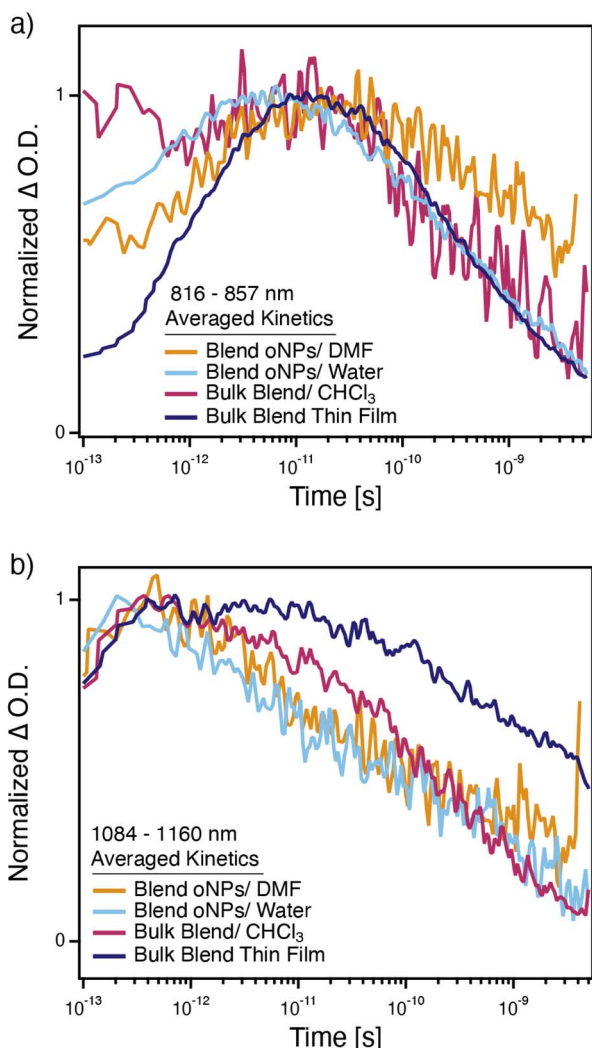 a)
Normalized Δ O.D.
1
0
816 - 857 nm
Averaged Kinetics
Blend oNPs/ DMF
Blend oNPs/ Water
Bulk Blend/ CHCl₃
Bulk Blend Thin Film
10⁻¹³ 10⁻¹² 10⁻¹¹ 10⁻¹⁰ 10⁻⁹
Time [s]
b)
Normalized Δ O.D.
1
0
1084 - 1160 nm
Averaged Kinetics
Blend oNPs/ DMF
Blend oNPs/ Water
Bulk Blend/ CHCl₃
Bulk Blend Thin Film
10⁻¹³ 10⁻¹² 10⁻¹¹ 10⁻¹⁰ 10⁻⁹
Time [s]